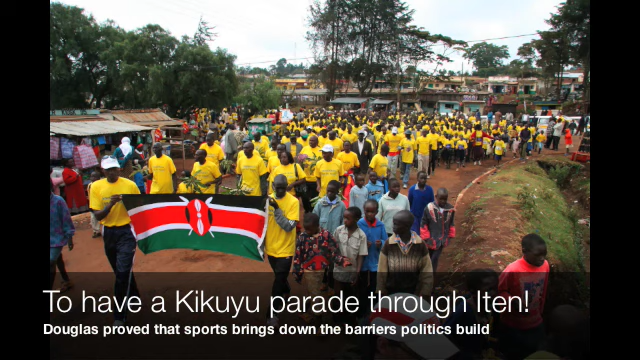 To have a Kikuyu parade through Iten!
Douglas proved that sports brings down the barriers politics build